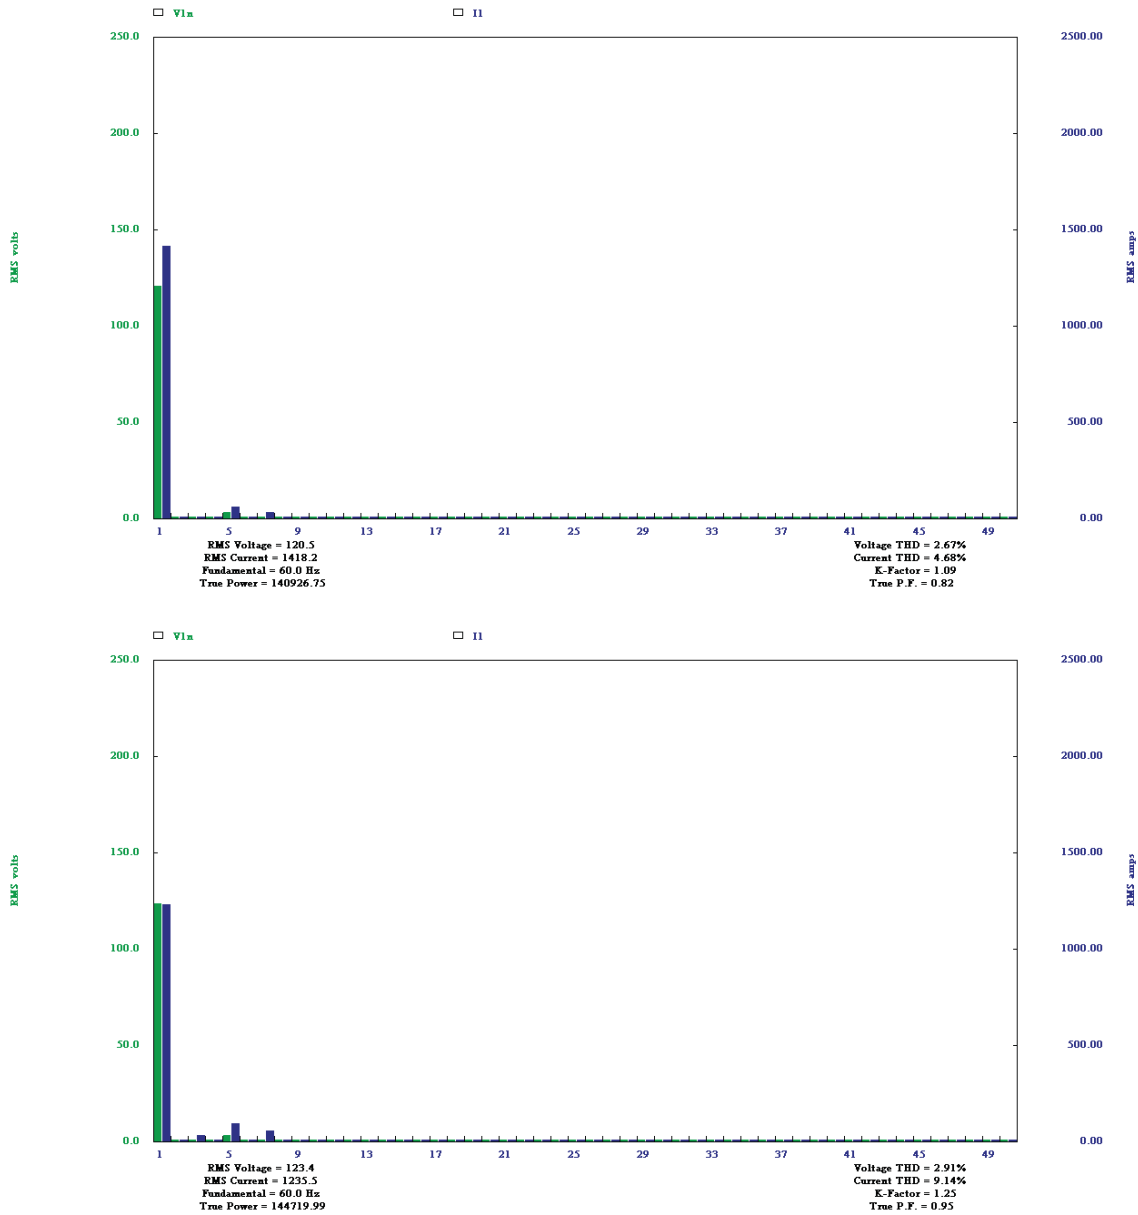 V1n I1
250.0 2500.00
200.0 2000.00
150.0 1500.00
RMS volts RMS amps
100.0 1000.00
50.0 500.00
0.0 0.00
1 5 9 13 17 21 25 29 33 37 41 45 49
RMS Voltage = 120.5 Voltage THD = 2.67%
RMS Current = 1418.2 Current THD = 4.68%
Fundamental = 60.0 Hz K-Factor = 1.09
True Power = 140926.75 True P.F. = 0.82
V1n I1
250.0 2500.00
200.0 2000.00
150.0 1500.00
RMS volts RMS amps
100.0 1000.00
50.0 500.00
0.0 0.00
1 5 9 13 17 21 25 29 33 37 41 45 49
RMS Voltage = 123.4 Voltage THD = 2.91%
RMS Current = 1235.5 Current THD = 9.14%
Fundamental = 60.0 Hz K-Factor = 1.25
True Power = 144719.99 True P.F. = 0.95